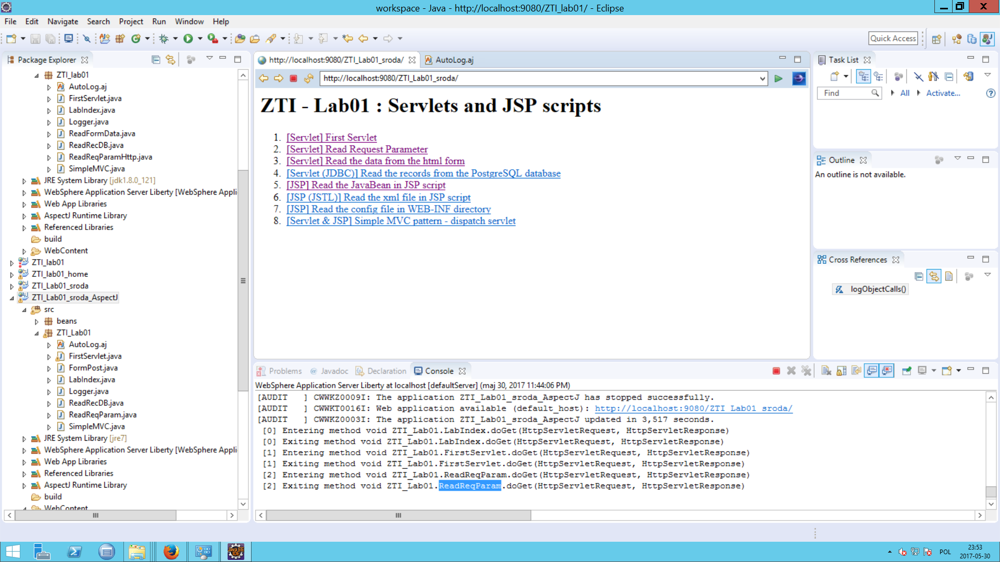 workspace - Java - http://localhost:9080/ZTI_lab01/ - Eclipse
File Edit Navigate Search Project Run Window Help
Quick Access
Package Explorer
ZTI_lab01
AutoLog.aj
FirstServlet.java
LabIndex.java
Logger.java
ReadFormData.java
ReadRecDB.java
ReadReqParamHttp.java
SimpleMVC.java
JRE System Library [jdk1.8.0_121]
WebSphere Application Server Liberty [WebSphere Appli
Web App Libraries
AspectJ Runtime Library
Referenced Libraries
build
WebContent
ZTI_lab01
ZTI_lab01_home
ZTI_Lab01_sroda
ZTI_Lab01_sroda_AspectJ
src
beans
ZTI_Lab01
AutoLog.aj
FirstServlet.java
FormPost.java
LabIndex.java
Logger.java
ReadRecDB.java
ReadReqParam.java
SimpleMVC.java
JRE System Library [jre7]
WebSphere Application Server Liberty [WebSphere Appli
Web App Libraries
Referenced Libraries
AspectJ Runtime Library
build
WebContent
http://localhost:9080/ZTI_Lab01_sroda/
AutoLog.aj
http://localhost:9080/ZTI_Lab01_sroda/
ZTI - Lab01 : Servlets and JSP scripts
1. [Servlet] First Servlet
2. [Servlet] Read Request Parameter
3. [Servlet] Read the data from the html form
4. [Servlet (JDBC)] Read the records from the PostgreSQL database
5. [JSP] Read the JavaBean in JSP script
6. [JSP (JSTL)] Read the xml file in JSP script
7. [JSP] Read the config file in WEB-INF directory
8. [Servlet & JSP] Simple MVC pattern - dispatch servlet
Task List
Find All Activate...
Outline
An outline is not available.
Cross References
logObjectCalls()
Problems Javadoc Declaration Console
WebSphere Application Server Liberty at localhost [defaultServer] (maj 30, 2017 11:44:06 PM)
[AUDIT   ] CWWKZ0009I: The application ZTI_Lab01_sroda_AspectJ has stopped successfully.
[AUDIT   ] CWWKT0016I: Web application available (default_host): http://localhost:9080/ZTI_Lab01_sroda/
[AUDIT   ] CWWKZ0003I: The application ZTI_Lab01_sroda_AspectJ updated in 3,517 seconds.
[0] Entering method void ZTI_Lab01.LabIndex.doGet(HttpServletRequest, HttpServletResponse)
[0] Exiting method void ZTI_Lab01.LabIndex.doGet(HttpServletRequest, HttpServletResponse)
[1] Entering method void ZTI_Lab01.FirstServlet.doGet(HttpServletRequest, HttpServletResponse)
[1] Exiting method void ZTI_Lab01.FirstServlet.doGet(HttpServletRequest, HttpServletResponse)
[2] Entering method void ZTI_Lab01.ReadReqParam.doGet(HttpServletRequest, HttpServletResponse)
[2] Exiting method void ZTI_Lab01.ReadReqParam.doGet(HttpServletRequest, HttpServletResponse)
Java EE
IDE
POL
23:53
2017-05-30